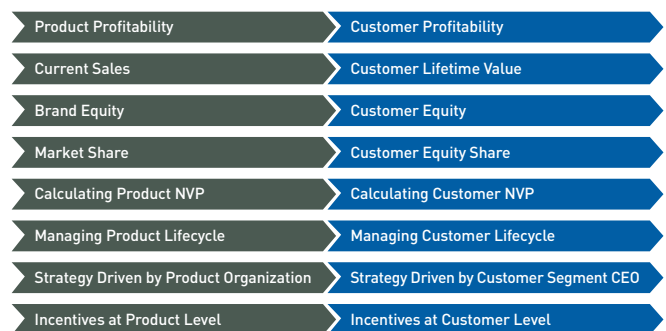 Product Profitability Customer Profitability
Current Sales Customer Lifetime Value
Brand Equity Customer Equity
Market Share Customer Equity Share
Calculating Product NVP Calculating Customer NVP
Managing Product Lifecycle Managing Customer Lifecycle
Strategy Driven by Product Organization Strategy Driven by Customer Segment CEO
Incentives at Product Level Incentives at Customer Level